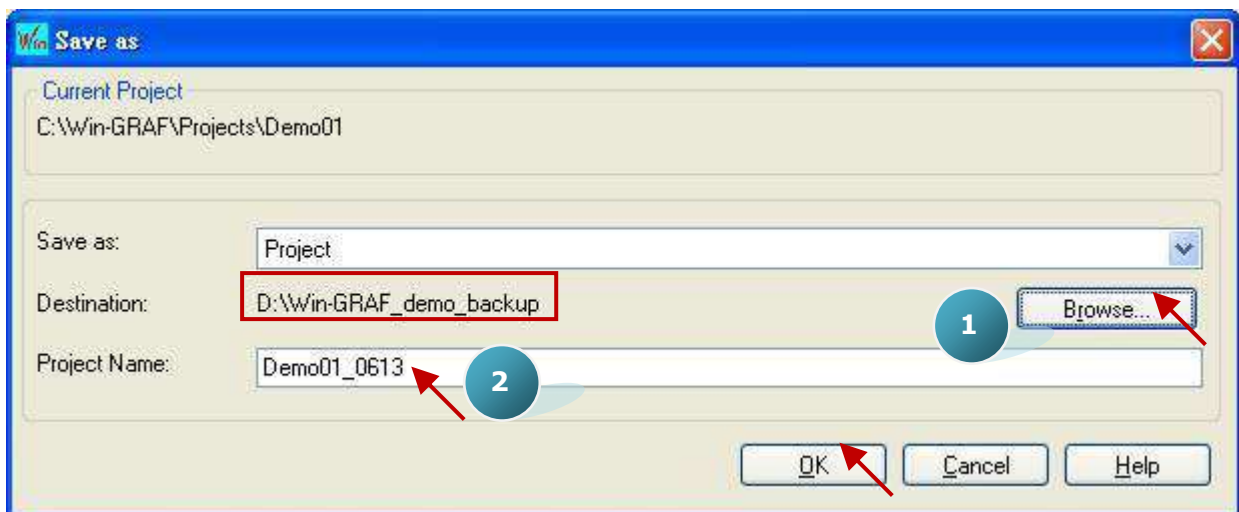 Win Save as
Current Project
C:\Win-GRAF\Projects\Demo01
Save as: Project
Destination: D:\Win-GRAF_demo_backup Browse... 1
Project Name: Demo01_0613 2
OK Cancel Help